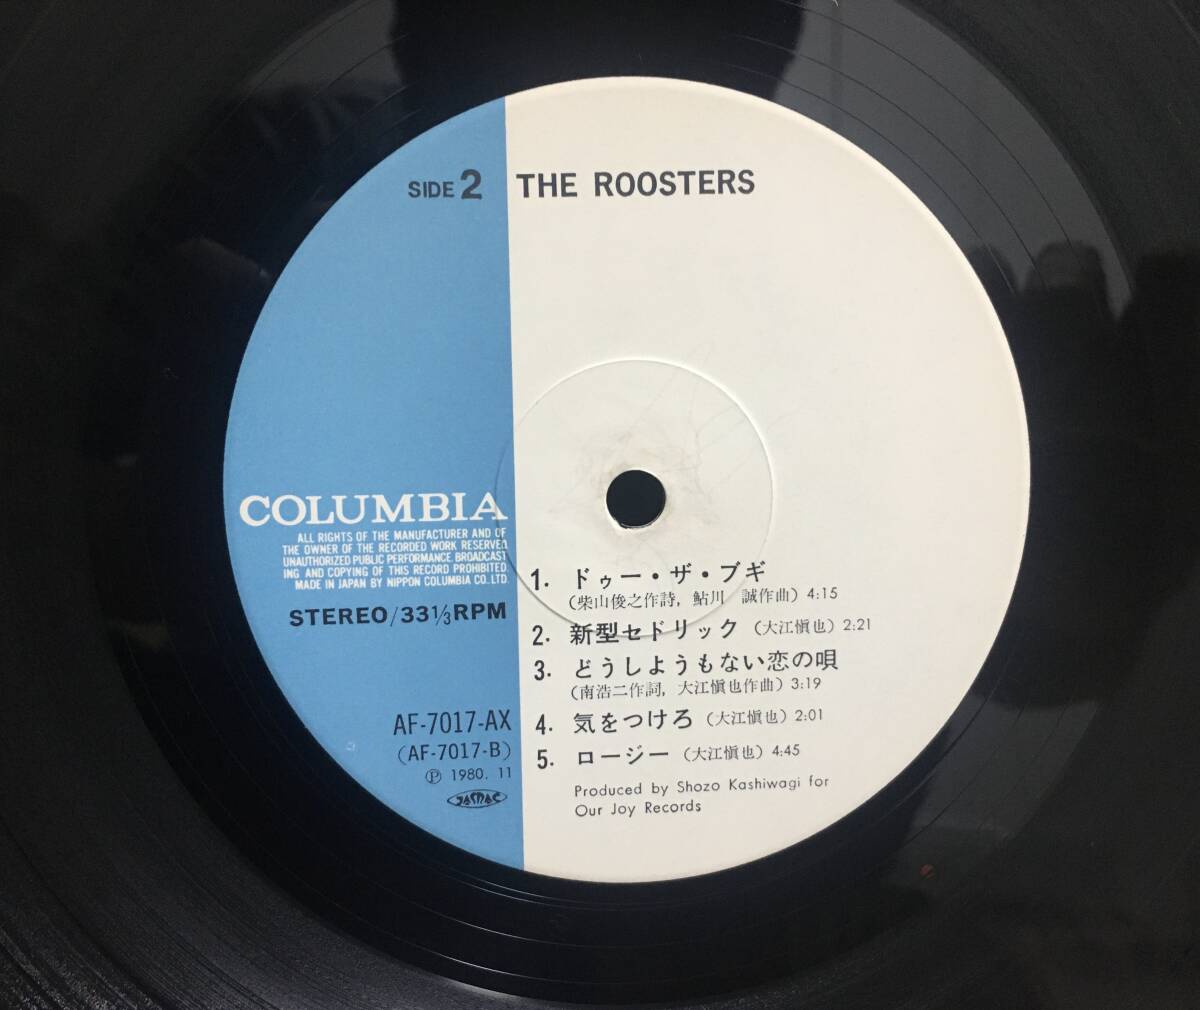 SIDE 2 THE ROOSTERS
COLUMBIA
ALL RIGHTS OF THE MANUFACTURER AND OF
THE OWNER OF THE RECORDED WORK RESERVED
UNAUTHORIZED PUBLIC PERFORMANCE BROADCAST
ING AND COPYING OF THIS RECORD PROHIBITED
MADE IN JAPAN BY NIPPON COLUMBIA CO. LTD.
STEREO/33 1/3 RPM
AF-7017-AX
(AF-7017-B)
Ⓟ 1980. 11
JASRAC
1. ドゥー・ザ・ブギ
(柴山俊之作詩, 鮎川 誠作曲) 4:15
2. 新型セドリック (大江慎也) 2:21
3. どうしようもない恋の唄
(南浩二作詞, 大江慎也作曲) 3:19
4. 気をつけろ (大江慎也) 2:01
5. ロージー (大江慎也) 4:45
Produced by Shozo Kashiwagi for
Our Joy Records